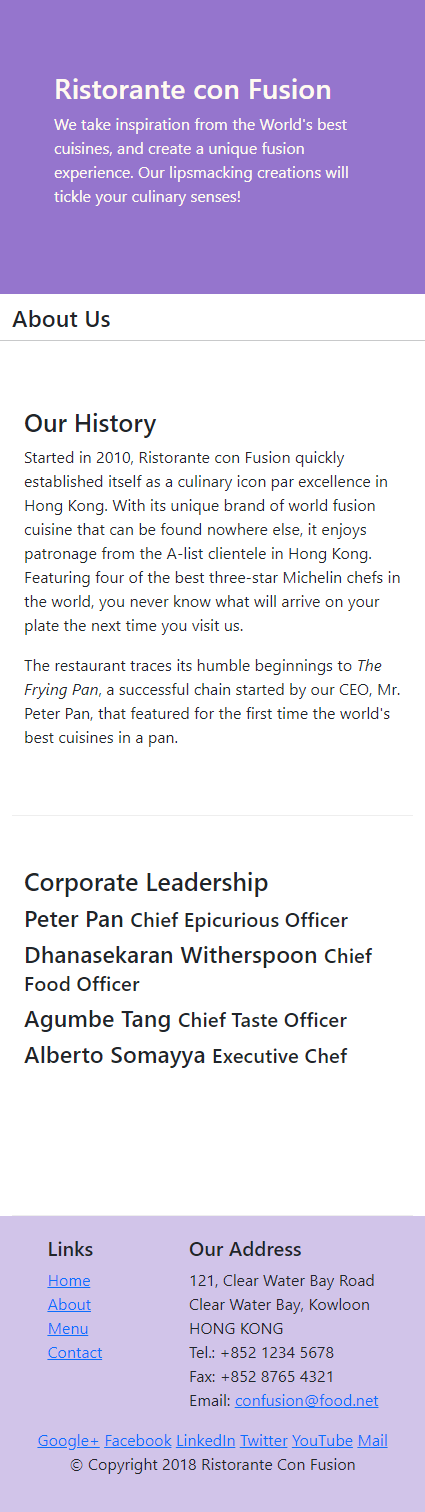 Ristorante con Fusion
We take inspiration from the World's best
cuisines, and create a unique fusion
experience. Our lipsmacking creations will
tickle your culinary senses!
About Us
Our History
Started in 2010, Ristorante con Fusion quickly
established itself as a culinary icon par excellence in
Hong Kong. With its unique brand of world fusion
cuisine that can be found nowhere else, it enjoys
patronage from the A-list clientele in Hong Kong.
Featuring four of the best three-star Michelin chefs in
the world, you never know what will arrive on your
plate the next time you visit us.
The restaurant traces its humble beginnings to The
Frying Pan, a successful chain started by our CEO, Mr.
Peter Pan, that featured for the first time the world's
best cuisines in a pan.
Corporate Leadership
Peter Pan Chief Epicurious Officer
Dhanasekaran Witherspoon Chief
Food Officer
Agumbe Tang Chief Taste Officer
Alberto Somayya Executive Chef
Links
Home
About
Menu
Contact
Our Address
121, Clear Water Bay Road
Clear Water Bay, Kowloon
HONG KONG
Tel.: +852 1234 5678
Fax: +852 8765 4321
Email: confusion@food.net
Google+ Facebook LinkedIn Twitter YouTube Mail
© Copyright 2018 Ristorante Con Fusion